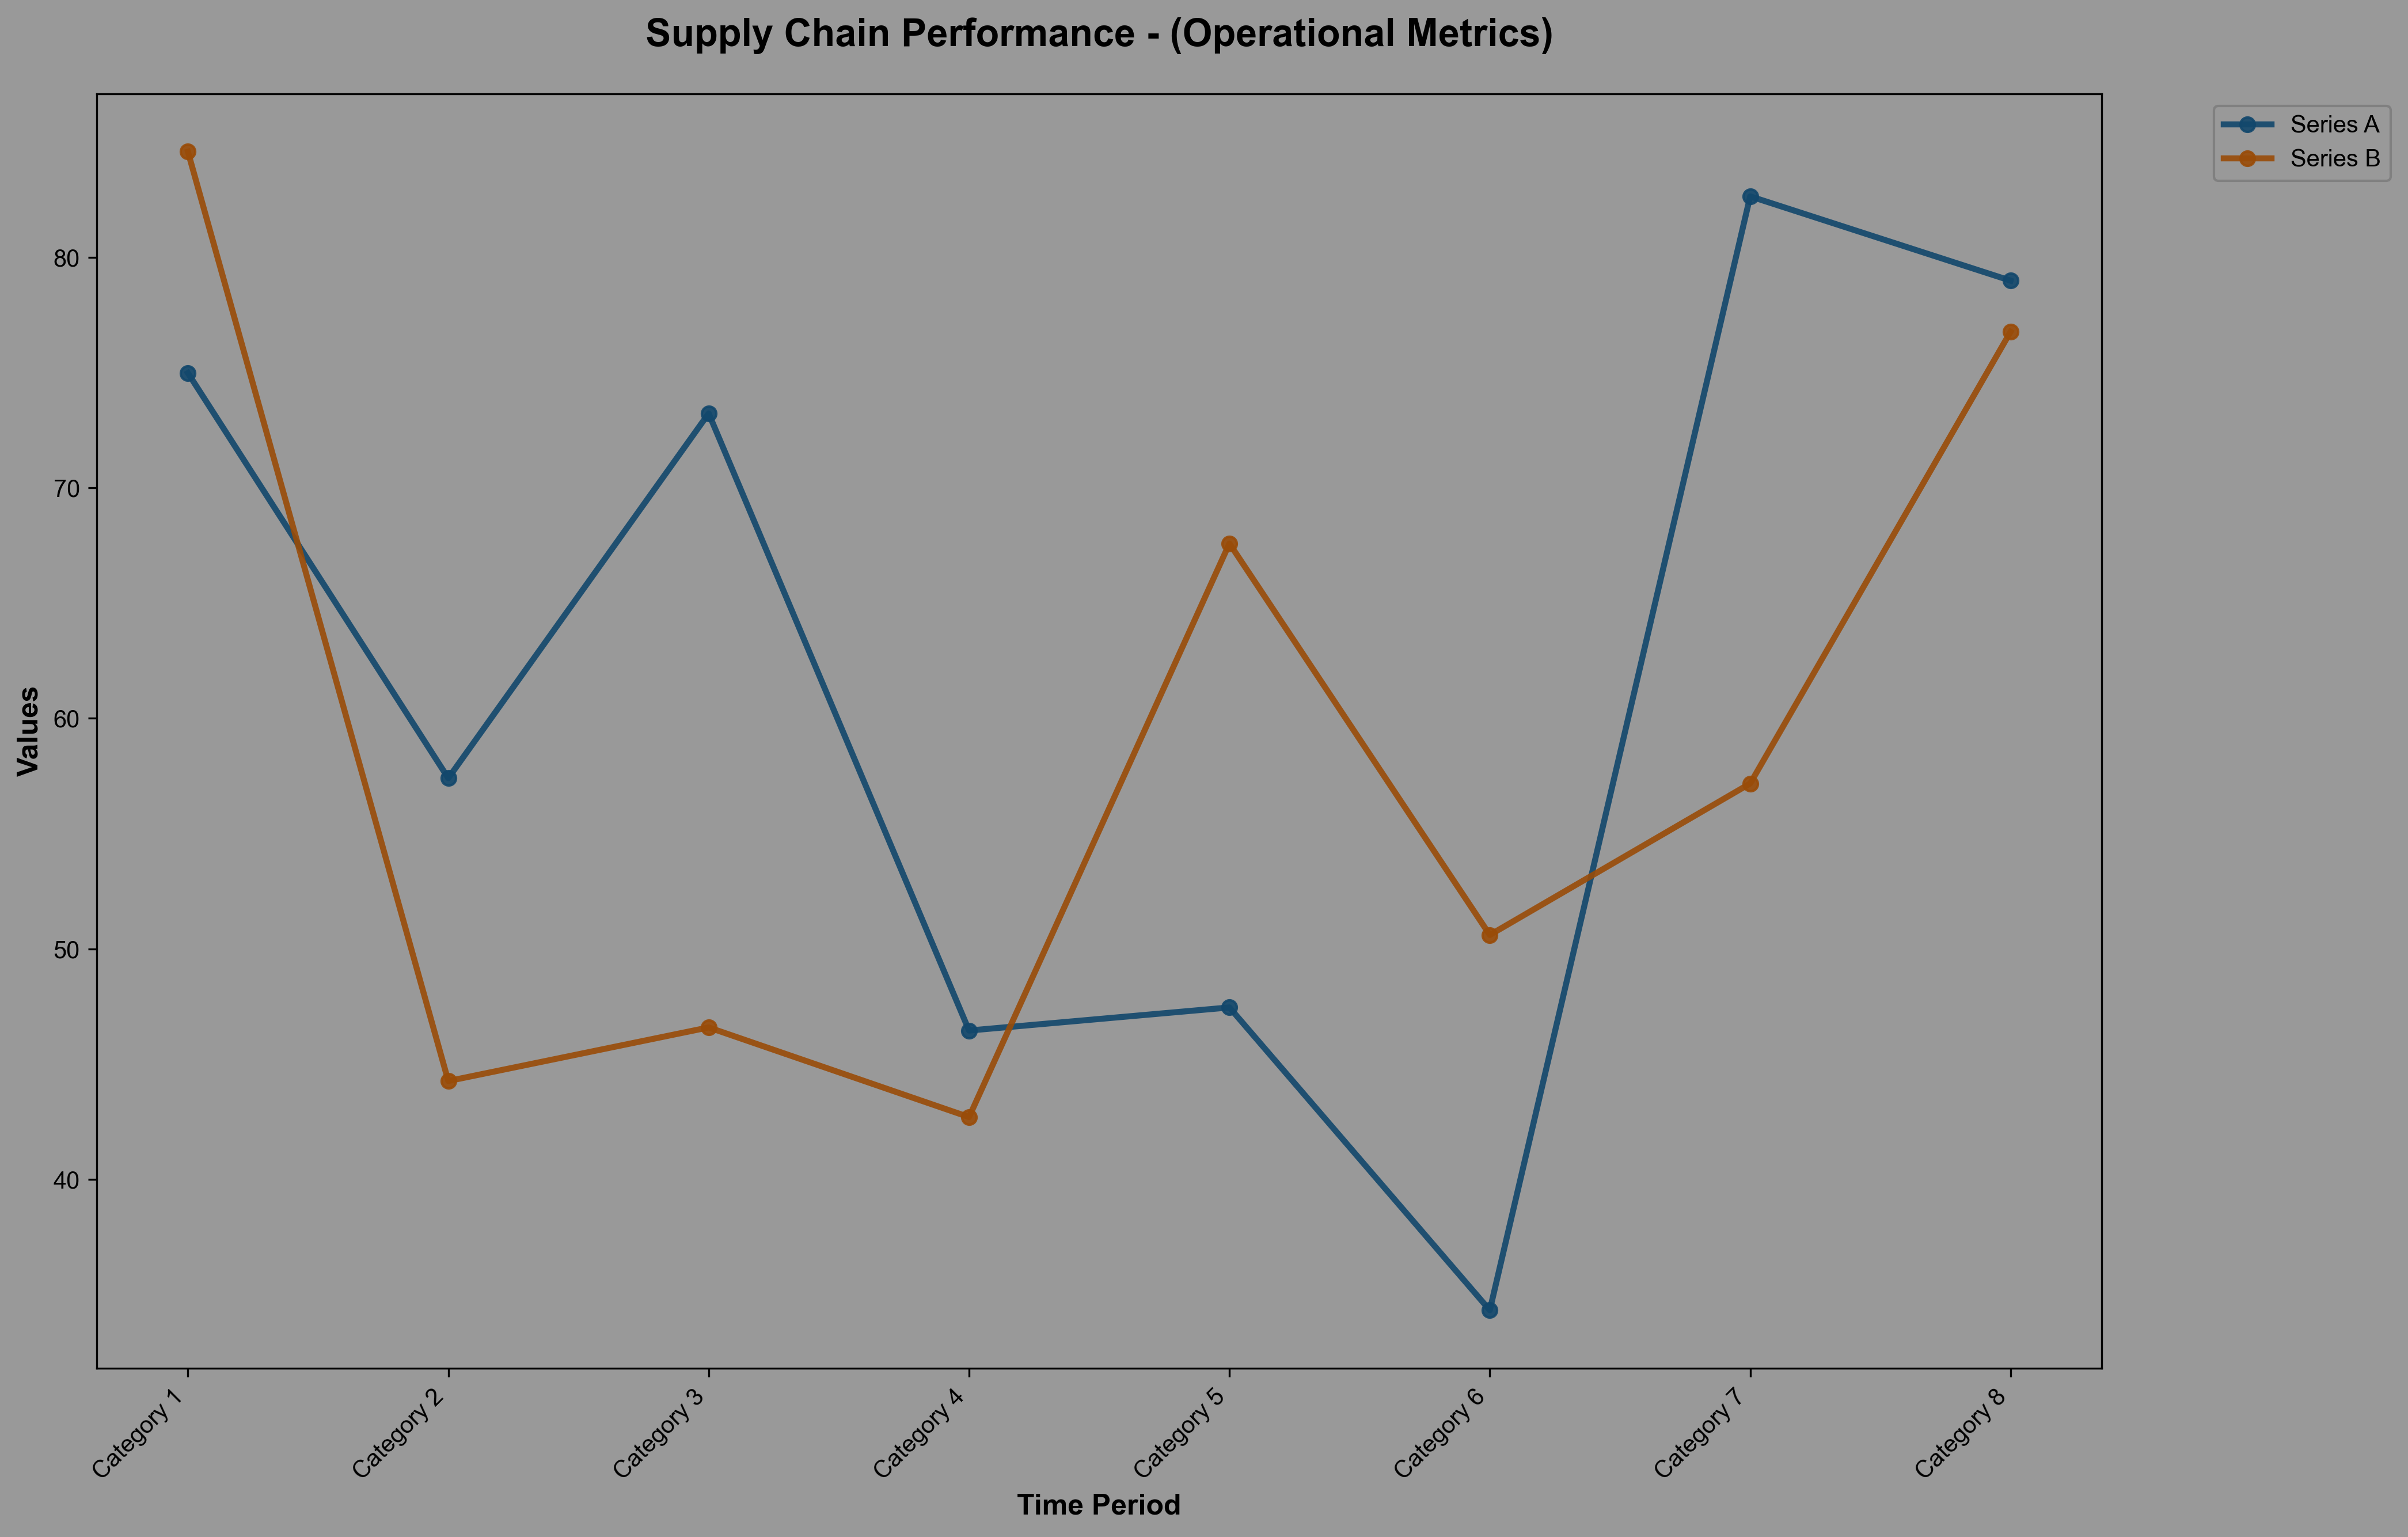 Supply Chain Performance - (Operational Metrics)
Series A
Series B
80
70
60
50
40
Values
Category 1
Category 2
Category 3
Category 4
Category 5
Category 6
Category 7
Category 8
Time Period